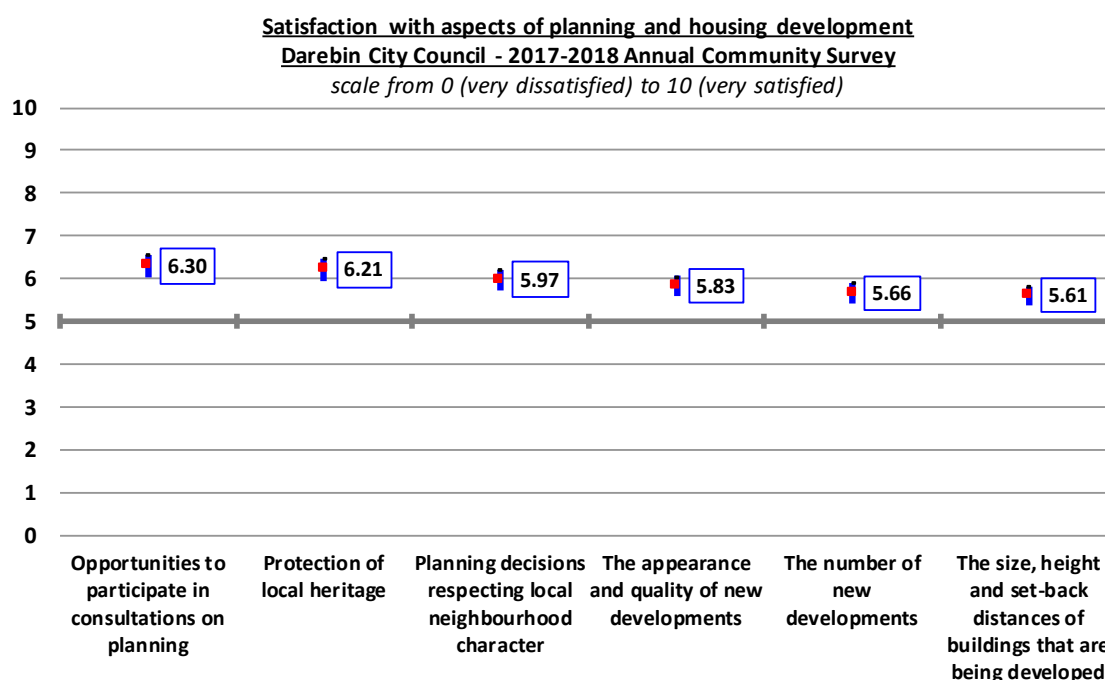 Satisfaction with aspects of planning and housing development
Darebin City Council - 2017-2018 Annual Community Survey
scale from 0 (very dissatisfied) to 10 (very satisfied)
10
9
8
7
6
5
4
3
2
1
0
6.30
6.21
5.97
5.83
5.66
5.61
Opportunities to
participate in
consultations on
planning
Protection of
local heritage
Planning decisions
respecting local
neighbourhood
character
The appearance
and quality of new
developments
The number of
new
developments
The size, height
and set-back
distances of
buildings that are
being developed